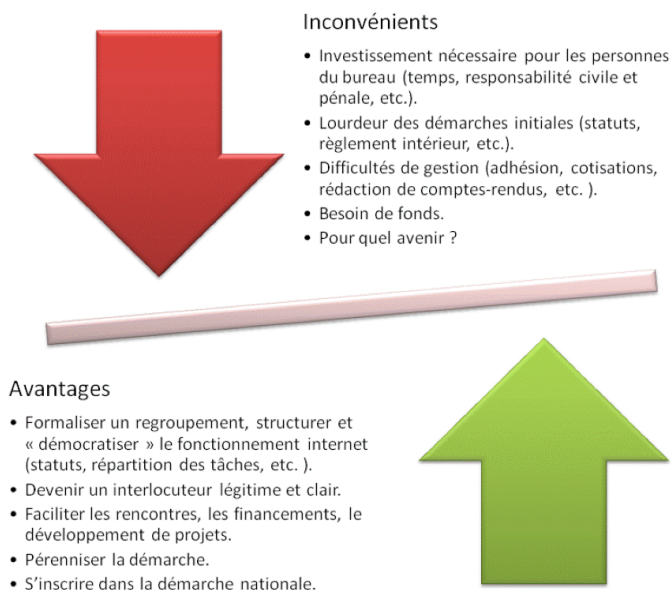 Inconvénients
• Investissement nécessaire pour les personnes
du bureau (temps, responsabilité civile et
pénale, etc.).
• Lourdeur des démarches initiales (statuts,
règlement intérieur, etc.).
• Difficultés de gestion (adhésion, cotisations,
rédaction de comptes-rendus, etc. ).
• Besoin de fonds.
• Pour quel avenir ?
Avantages
• Formaliser un regroupement, structurer et
« démocratiser » le fonctionnement internet
(statuts, répartition des tâches, etc. ).
• Devenir un interlocuteur légitime et clair.
• Faciliter les rencontres, les financements, le
développement de projets.
• Pérenniser la démarche.
• S’inscrire dans la démarche nationale.